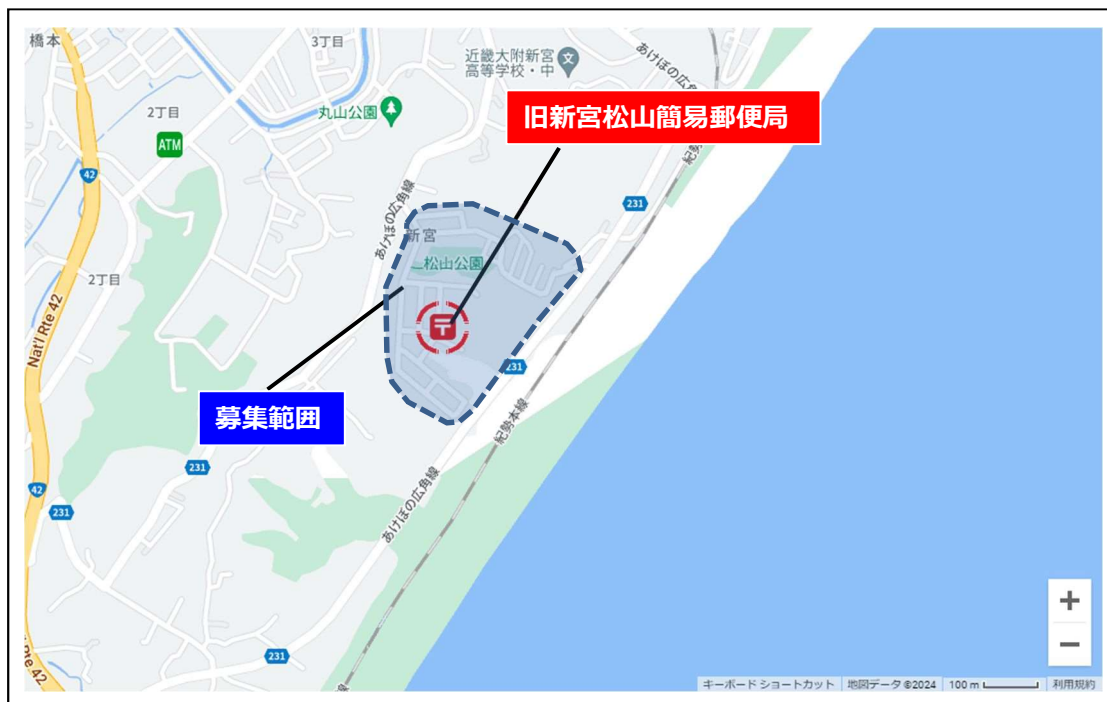 橋本
3丁目
近畿大附新宮
高等学校・中
文
あけぼの広角線
2丁目
丸山公園
旧新宮松山簡易郵便局
ATM
42
あけぼの広角線
231
新宮
松山公園
2丁目
Nat'l Rte 42
〒
231
募集範囲
紀勢本線
231
42
231
あけぼの広角線
231
+
−
キーボード ショートカット
地図データ ©2024
100 m
利用規約